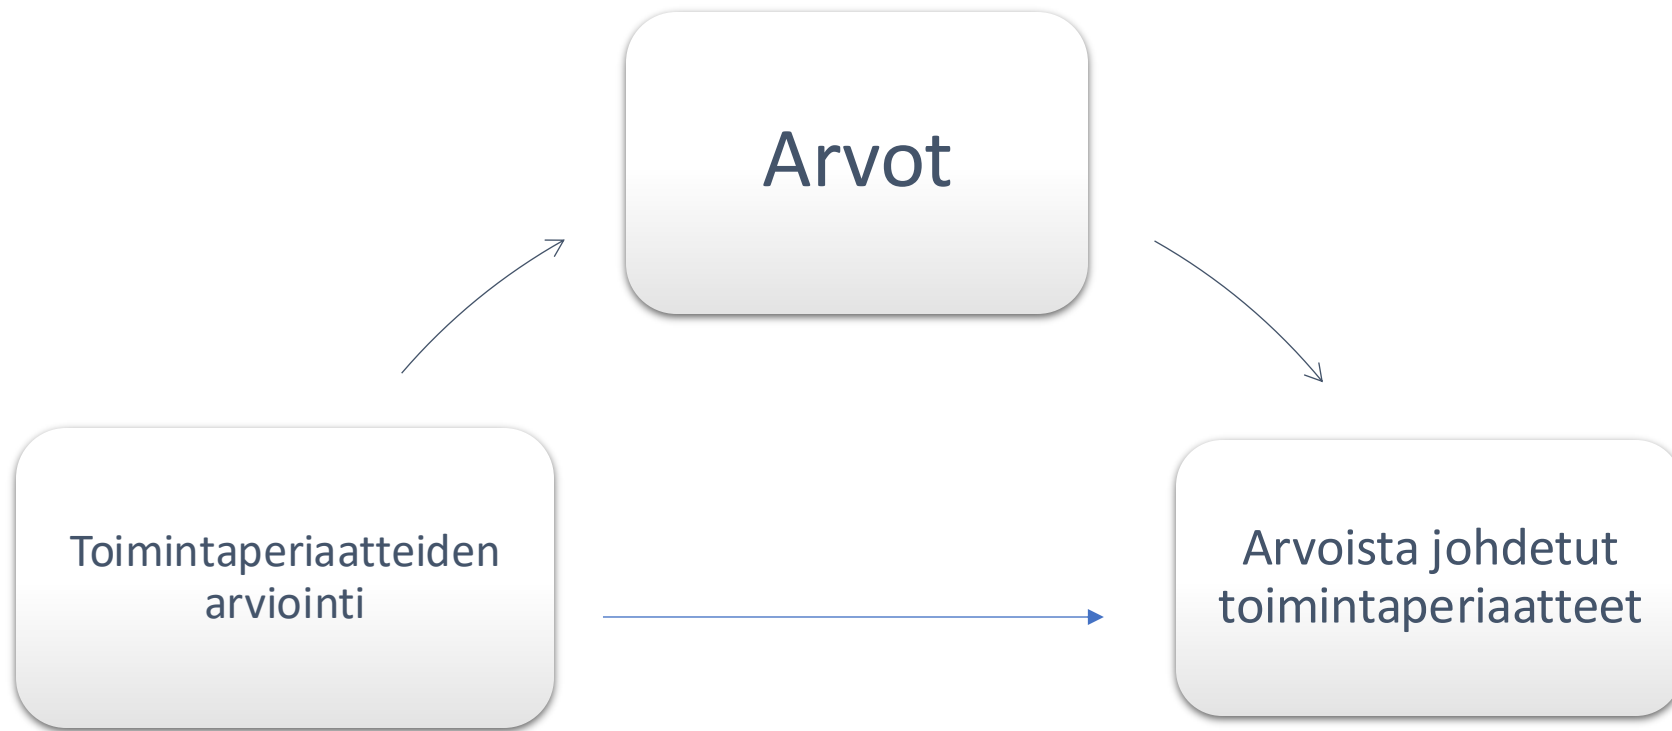 Arvot
Toimintaperiaatteiden
arviointi
Arvoista johdetut
toimintaperiaatteet